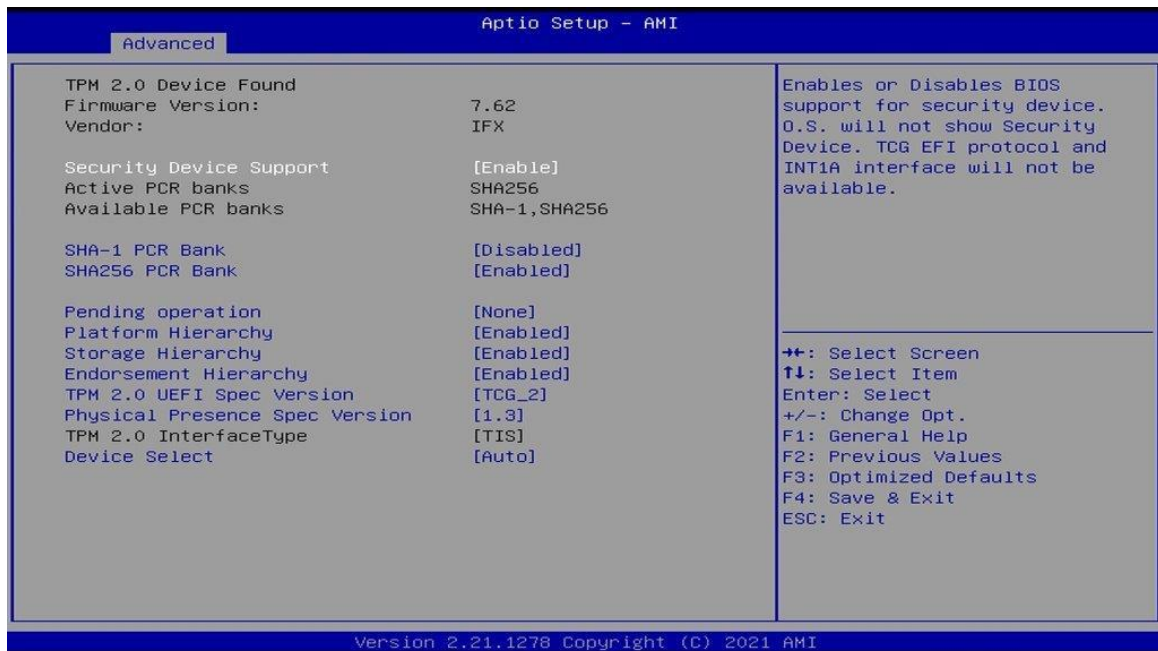 Aptio Setup - AMI
Advanced
TPM 2.0 Device Found
Firmware Version: 7.62
Vendor: IFX
Security Device Support [Enable]
Active PCR banks SHA256
Available PCR banks SHA-1,SHA256
SHA-1 PCR Bank [Disabled]
SHA256 PCR Bank [Enabled]
Pending operation [None]
Platform Hierarchy [Enabled]
Storage Hierarchy [Enabled]
Endorsement Hierarchy [Enabled]
TPM 2.0 UEFI Spec Version [TCG_2]
Physical Presence Spec Version [1.3]
TPM 2.0 InterfaceType [TIS]
Device Select [Auto]
Enables or Disables BIOS
support for security device.
O.S. will not show Security
Device. TCG EFI protocol and
INT1A interface will not be
available.
→←: Select Screen
↑↓: Select Item
Enter: Select
+/-: Change Opt.
F1: General Help
F2: Previous Values
F3: Optimized Defaults
F4: Save & Exit
ESC: Exit
Version 2.21.1278 Copyright (C) 2021 AMI